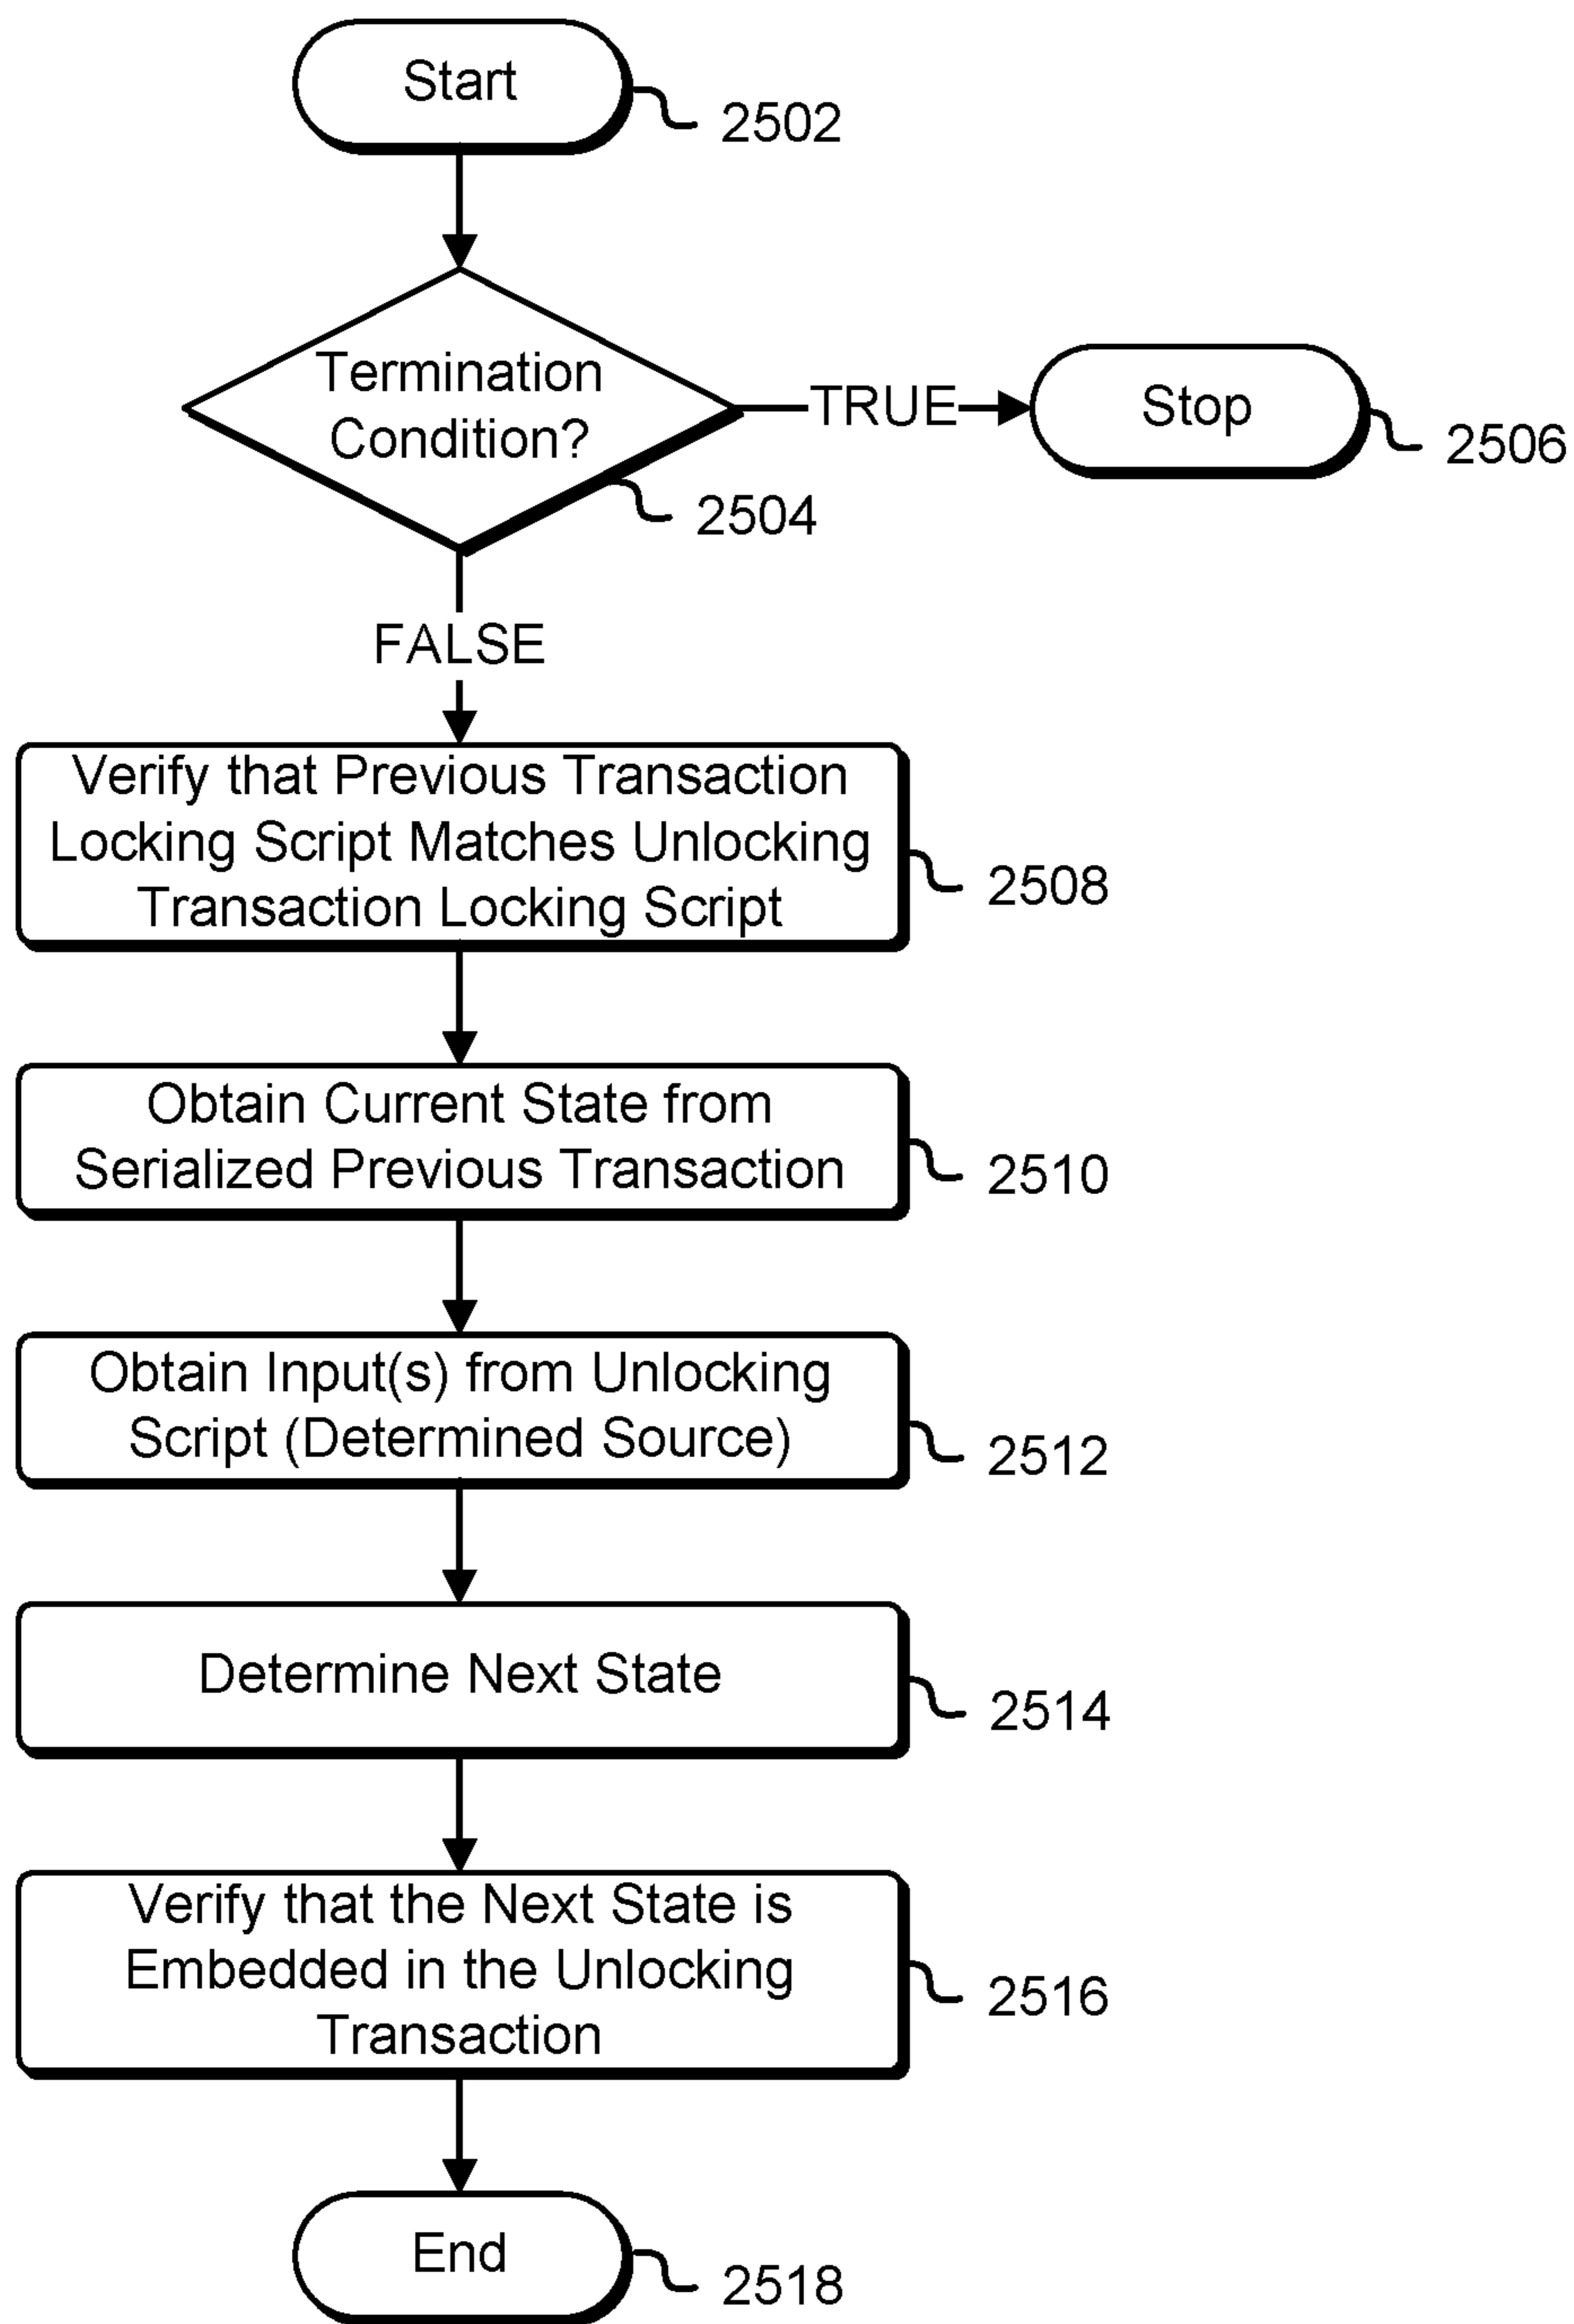 Start
2502
Termination
Condition?
TRUE
Stop
2506
2504
FALSE
Verify that Previous Transaction
Locking Script Matches Unlocking
Transaction Locking Script
2508
Obtain Current State from
Serialized Previous Transaction
2510
Obtain Input(s) from Unlocking
Script (Determined Source)
2512
Determine Next State
2514
Verify that the Next State is
Embedded in the Unlocking
Transaction
2516
End
2518